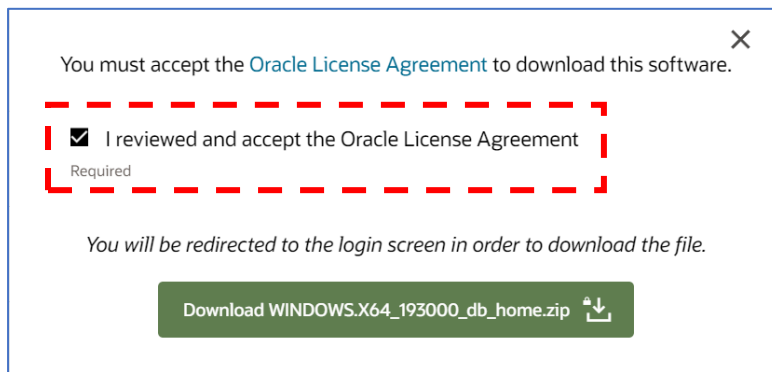 You must accept the Oracle License Agreement to download this software.
I reviewed and accept the Oracle License Agreement
Required
You will be redirected to the login screen in order to download the file.
Download WINDOWS.X64_193000_db_home.zip